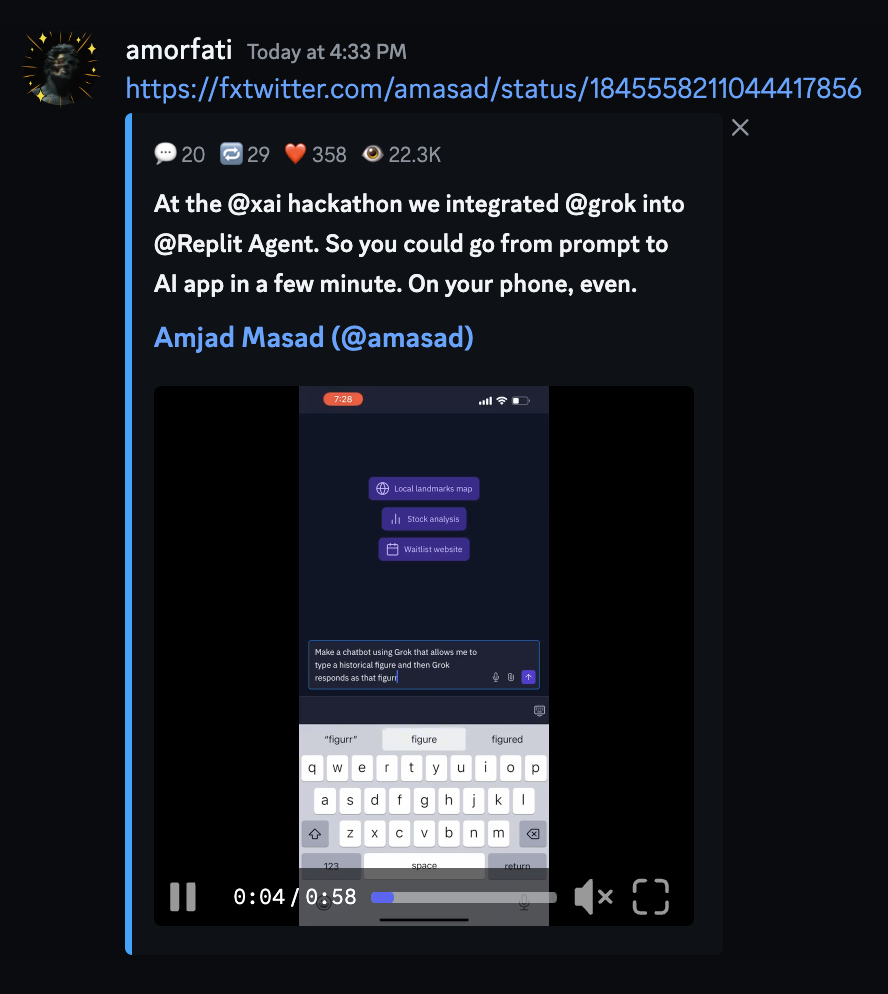 amorfati Today at 4:33 PM
https://fxtwitter.com/amasad/status/1845558211044417856
💬 20 🔁 29 ❤️ 358 👁️ 22.3K
At the @xai hackathon we integrated @grok into
@Replit Agent. So you could go from prompt to
AI app in a few minute. On your phone, even.
Amjad Masad (@amasad)
7:28
Local landmarks map
Stock analysis
Waitlist website
Make a chatbot using Grok that allows me to
type a historical figure and then Grok
responds as that figurr
"figurr" figure figured
q w e r t y u i o p
a s d f g h j k l
z x c v b n m
123 space return
0:04 / 0:58